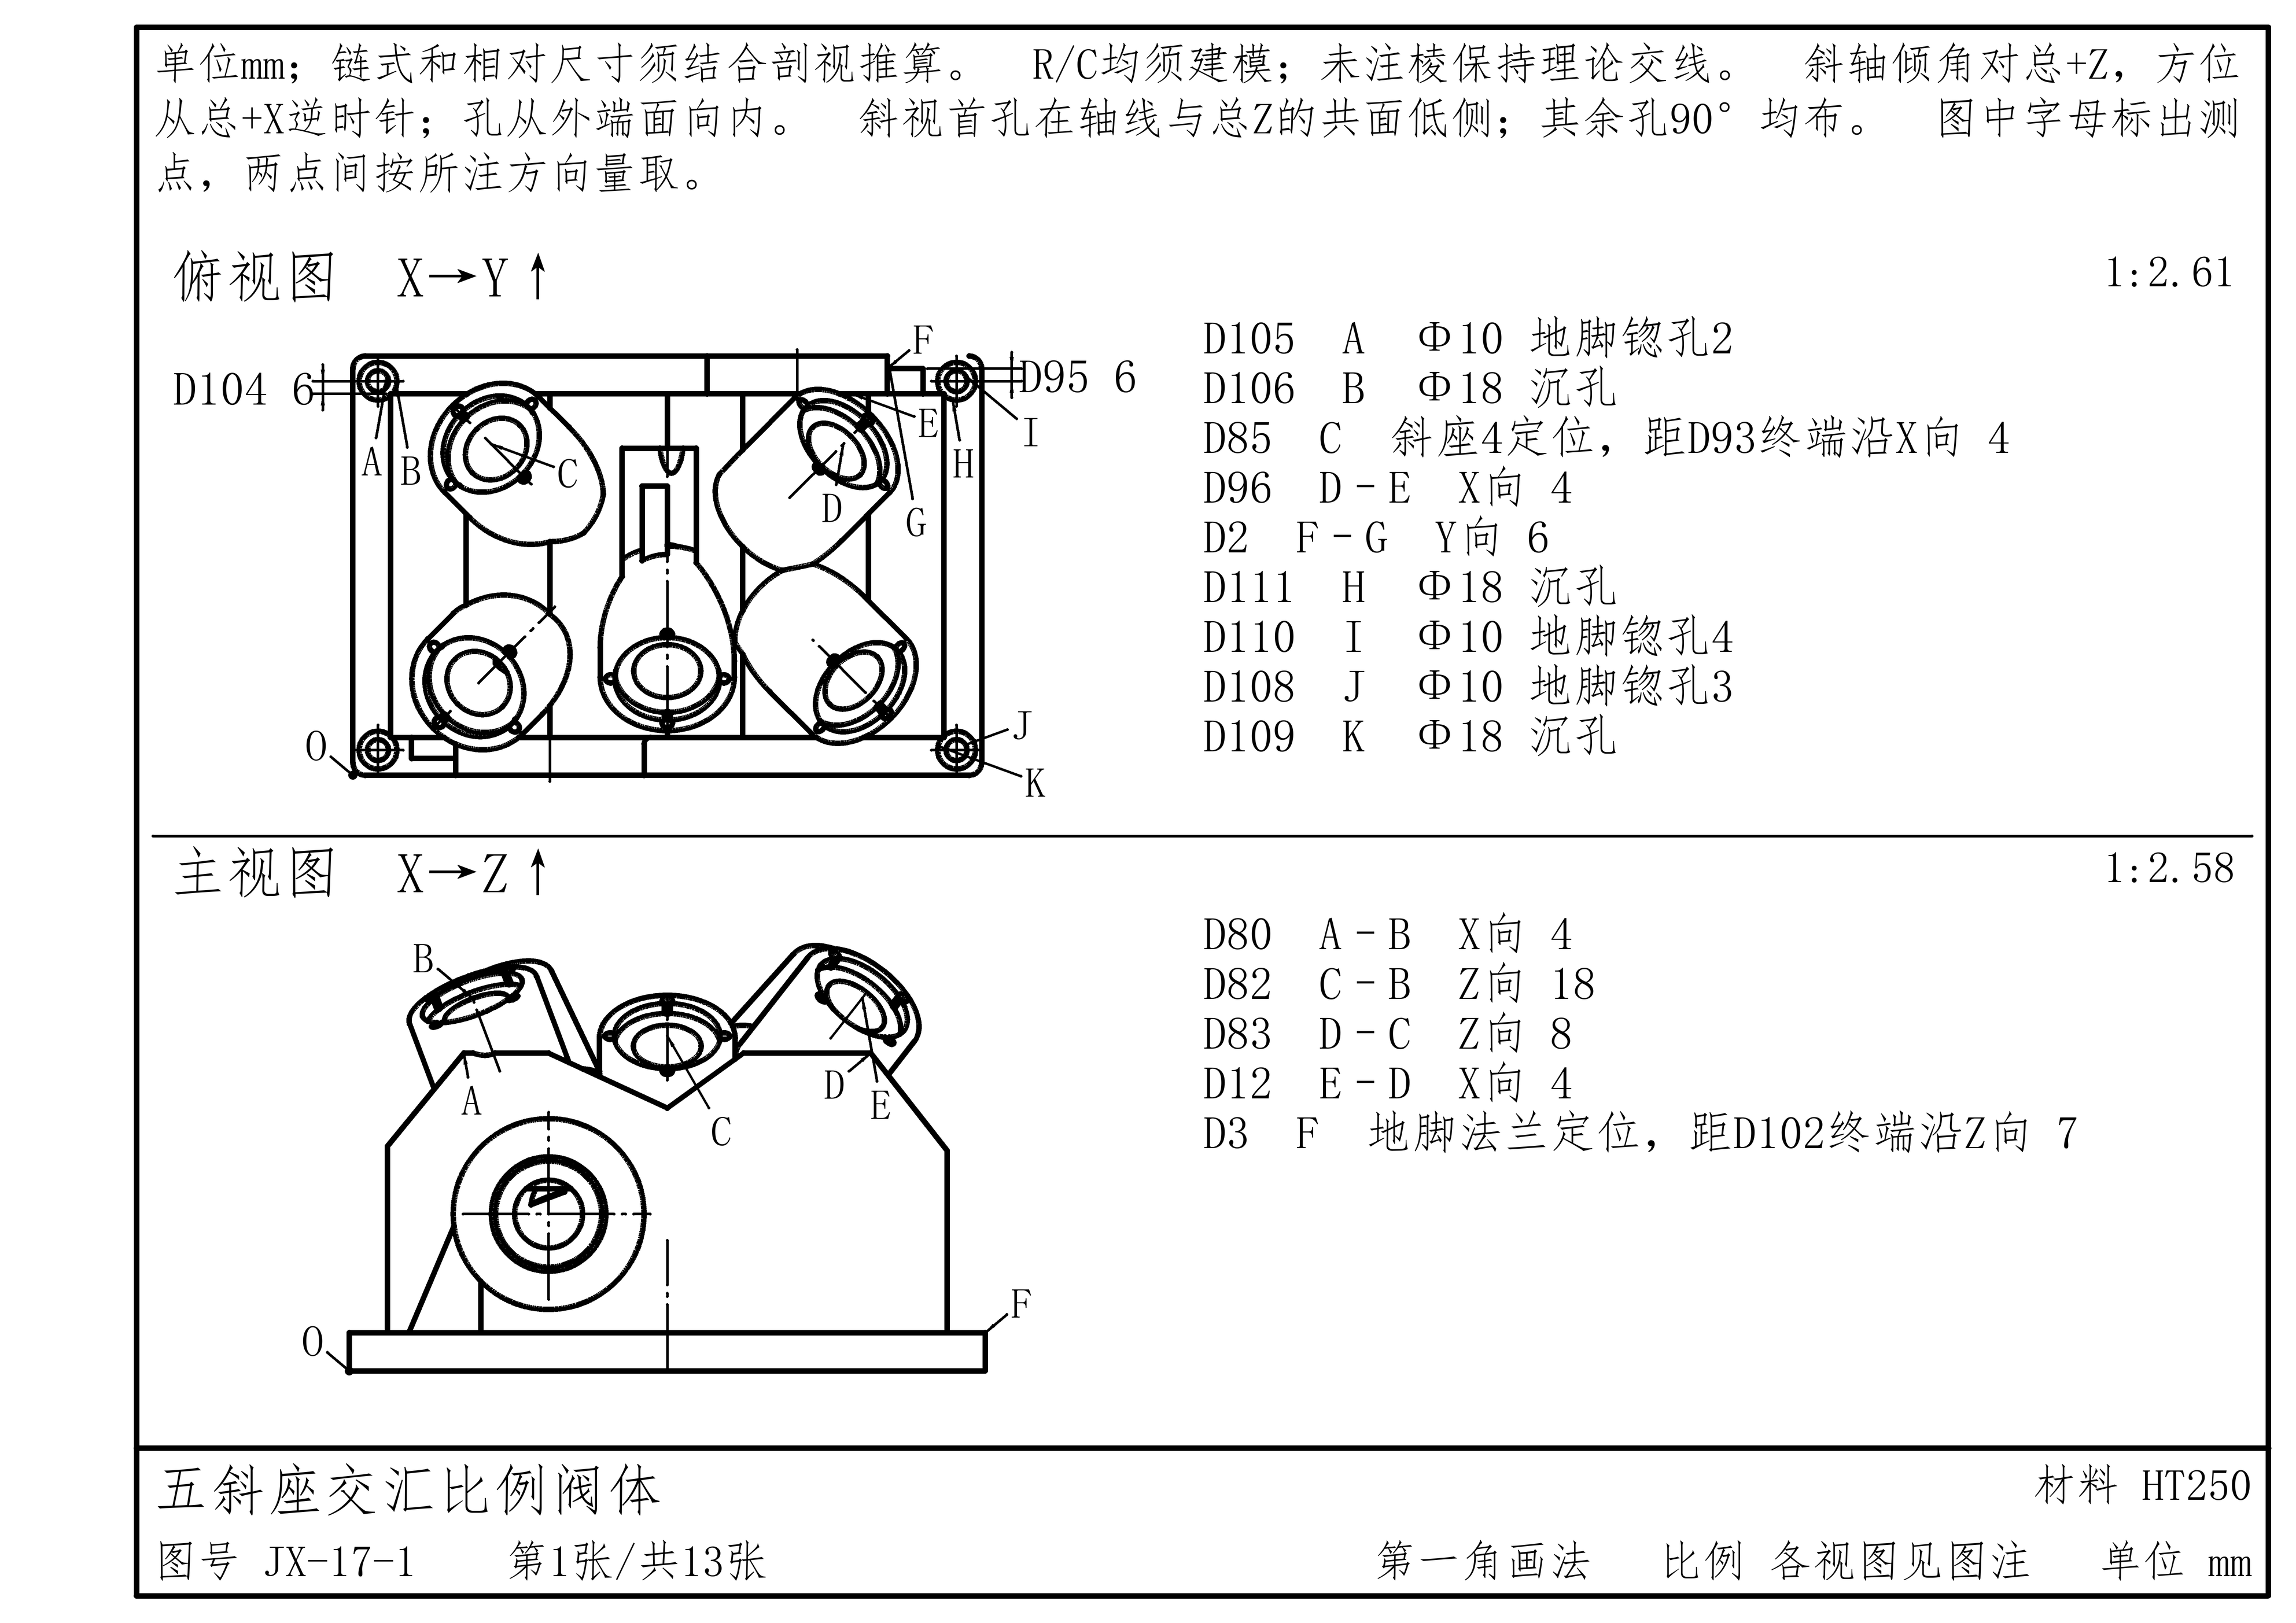 单位mm；链式和相对尺寸须结合剖视推算。 R/C均须建模；未注棱保持理论交线。 斜轴倾角对总+Z，方位
从总+X逆时针；孔从外端面向内。 斜视首孔在轴线与总Z的共面低侧；其余孔90°均布。 图中字母标出测
点，两点间按所注方向量取。
俯视图 X→Y↑
1:2.61
D104 6
D95 6
F
E
I
A
B
C
D
G
H
O
J
K
D105 A Φ10 地脚锪孔2
D106 B Φ18 沉孔
D85 C 斜座4定位，距D93终端沿X向 4
D96 D-E X向 4
D2 F-G Y向 6
D111 H Φ18 沉孔
D110 I Φ10 地脚锪孔4
D108 J Φ10 地脚锪孔3
D109 K Φ18 沉孔
主视图 X→Z↑
1:2.58
B
A
C
D
E
F
O
D80 A-B X向 4
D82 C-B Z向 18
D83 D-C Z向 8
D12 E-D X向 4
D3 F 地脚法兰定位，距D102终端沿Z向 7
五斜座交汇比例阀体
材料 HT250
图号 JX-17-1 第1张/共13张
第一角画法 比例 各视图见图注 单位 mm